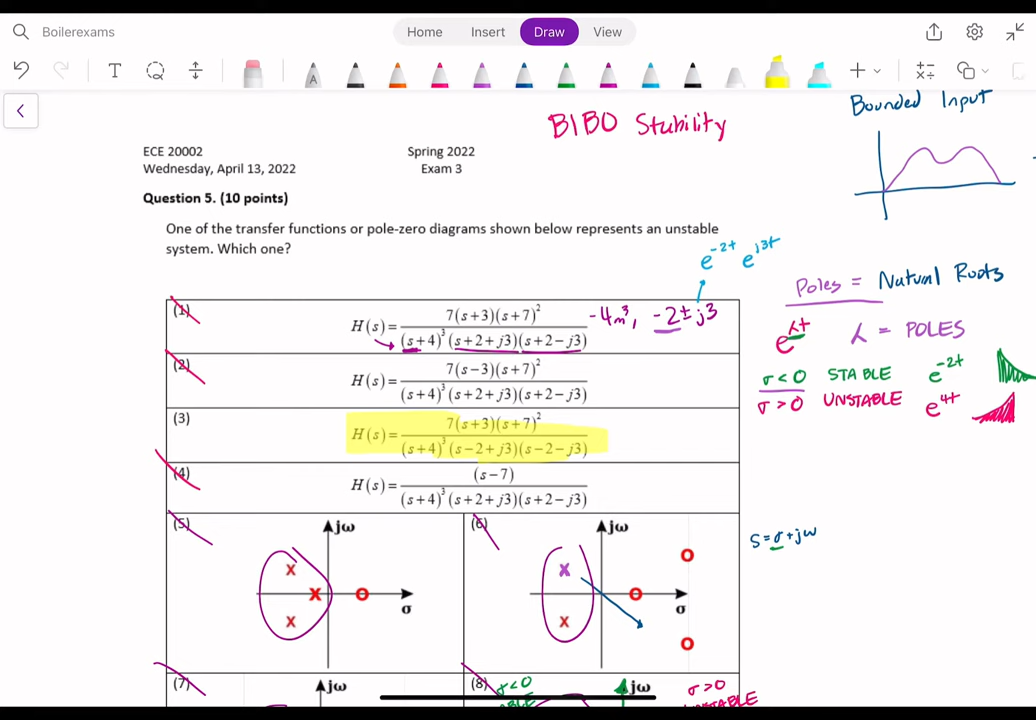 Boilerexams
Home Insert Draw View
T
A
BIBO Stability
Bounded Input
ECE 20002
Spring 2022
Wednesday, April 13, 2022
Exam 3
Question 5. (10 points)
One of the transfer functions or pole-zero diagrams shown below represents an unstable
system. Which one?
e^{-2t} e^{j3t}
Poles = Natural Roots
(1) H(s) = 7(s+3)(s+7)^2 / (s+4)^3 (s+2+j3)(s+2-j3)
-4m^3, -2 ± j3
e^{λt} λ = POLES
σ < 0 STABLE e^{-2t}
σ > 0 UNSTABLE e^{4t}
(2) H(s) = 7(s-3)(s+7)^2 / (s+4)^3 (s+2+j3)(s+2-j3)
(3) H(s) = 7(s+3)(s+7)^2 / (s+4)^3 (s-2+j3)(s-2-j3)
(4) H(s) = (s-7) / (s+4)^3 (s+2+j3)(s+2-j3)
(5) jω σ
(6) jω σ
s = σ + jω
(7) jω
(8) σ<0 jω σ>0